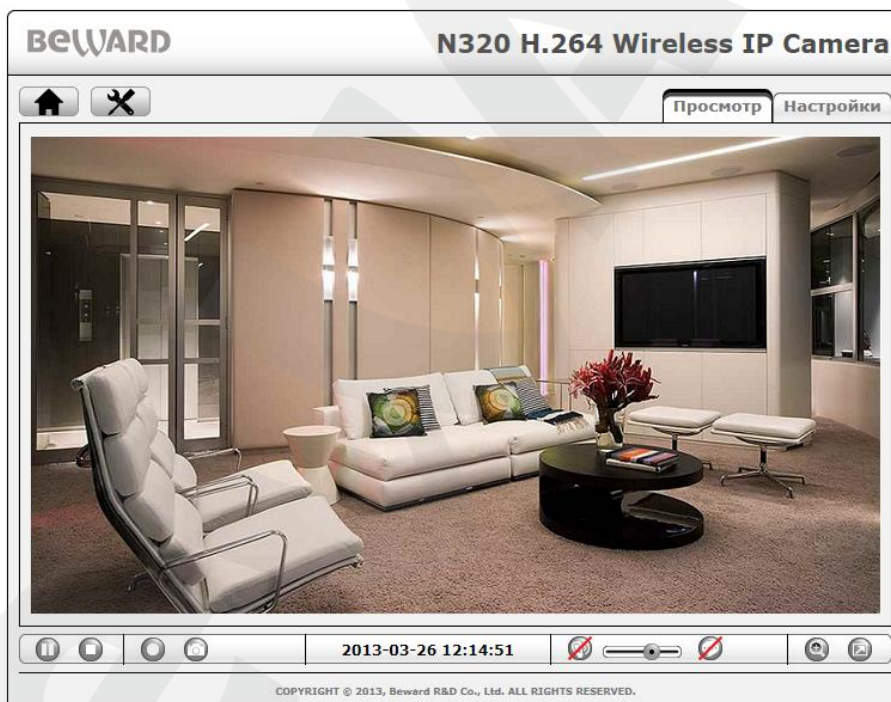 BEWARD
N320 H.264 Wireless IP Camera
Просмотр
Настройки
2013-03-26 12:14:51
COPYRIGHT © 2013, Beward R&D Co., Ltd. ALL RIGHTS RESERVED.